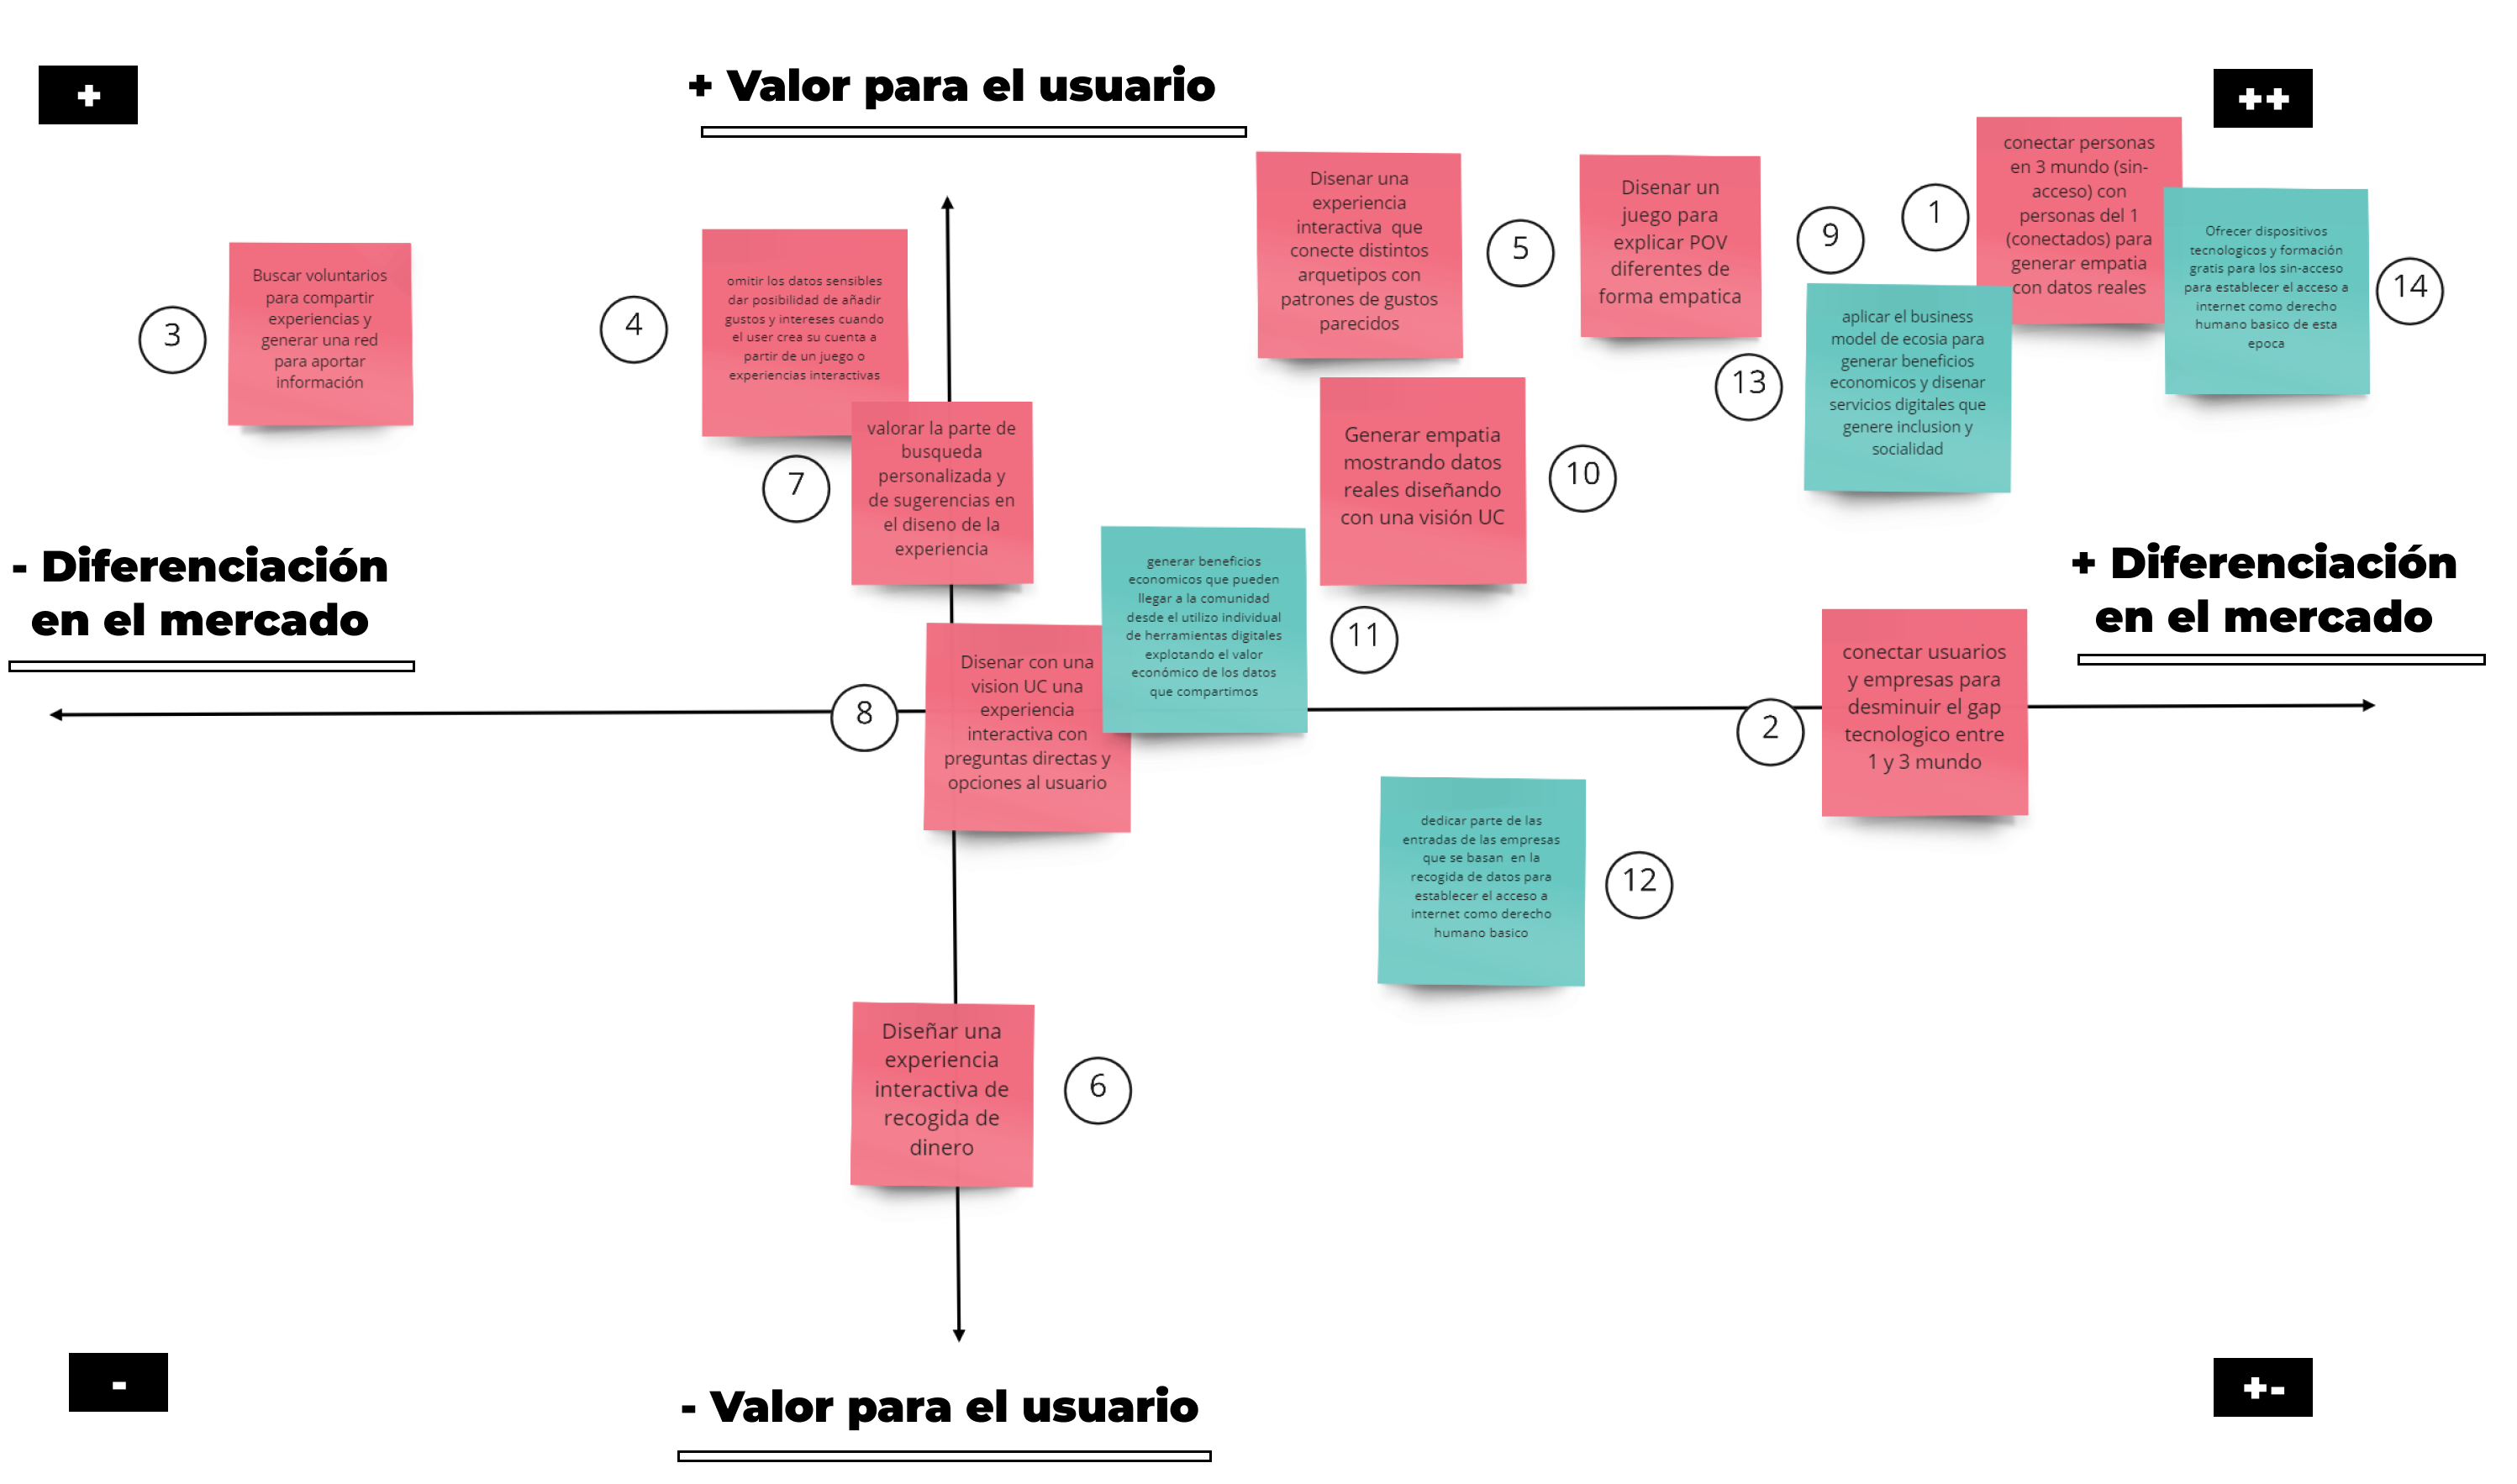 +
+ Valor para el usuario
++
conectar personas
en 3 mundo (sin-
acceso) con
personas del 1
(conectados) para
generar empatia
con datos reales
1
Disenar una
experiencia
interactiva que
conecte distintos
arquetipos con
patrones de gustos
parecidos
5
Disenar un
juego para
explicar POV
diferentes de
forma empatica
9
Ofrecer dispositivos
tecnologicos y formación
gratis para los sin-acceso
para establecer el acceso a
internet como derecho
humano basico de esta
epoca
14
Buscar voluntarios
para compartir
experiencias y
generar una red
para aportar
información
3
omitir los datos sensibles
dar posibilidad de añadir
gustos y intereses cuando
el user crea su cuenta a
partir de un juego o
experiencias interactivas
4
aplicar el business
model de ecosia para
generar beneficios
economicos y disenar
servicios digitales que
genere inclusion y
socialidad
13
valorar la parte de
busqueda
personalizada y
de sugerencias en
el diseno de la
experiencia
7
Generar empatia
mostrando datos
reales diseñando
con una visión UC
10
- Diferenciación
en el mercado
generar beneficios
economicos que pueden
llegar a la comunidad
desde el utilizo individual
de herramientas digitales
explotando el valor
económico de los datos
que compartimos
11
+ Diferenciación
en el mercado
Disenar con una
vision UC una
experiencia
interactiva con
preguntas directas y
opciones al usuario
8
conectar usuarios
y empresas para
desminuir el gap
tecnologico entre
1 y 3 mundo
2
dedicar parte de las
entradas de las empresas
que se basan en la
recogida de datos para
establecer el acceso a
internet como derecho
humano basico
12
Diseñar una
experiencia
interactiva de
recogida de
dinero
6
-
- Valor para el usuario
+-